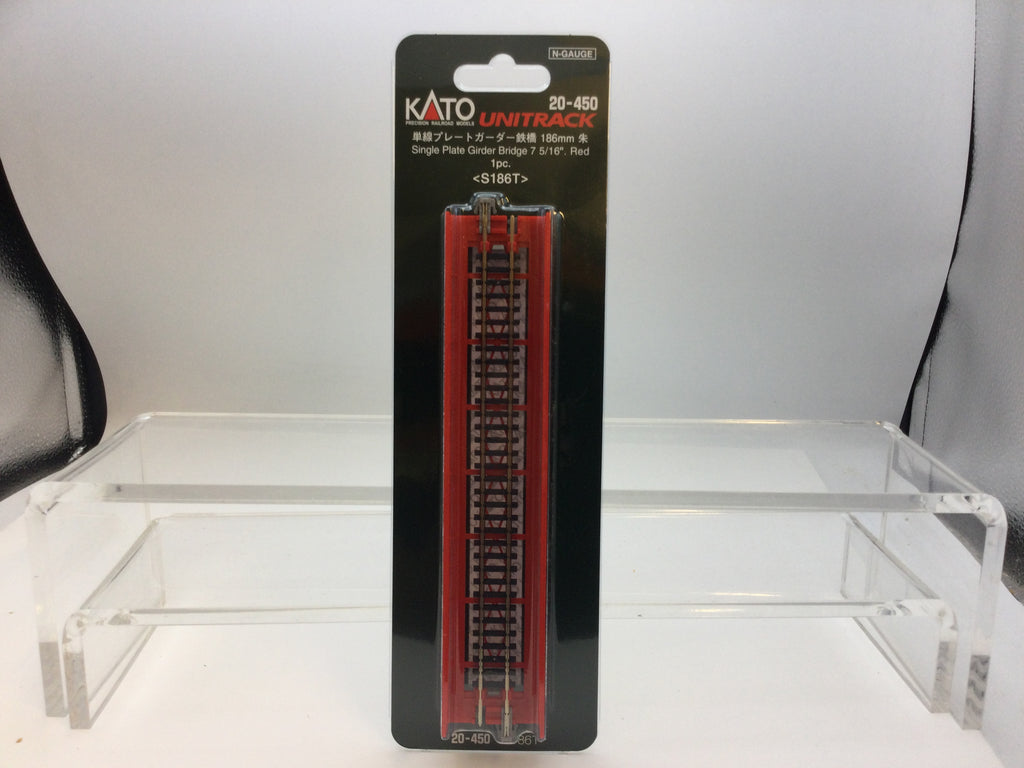 N-GAUGE
20-450
KATO UNITRACK
PRECISION RAILROAD MODELS
単線プレートガーダー鉄橋 186mm 朱
Single Plate Girder Bridge 7 5/16". Red
1pc.
<S186T>
20-450